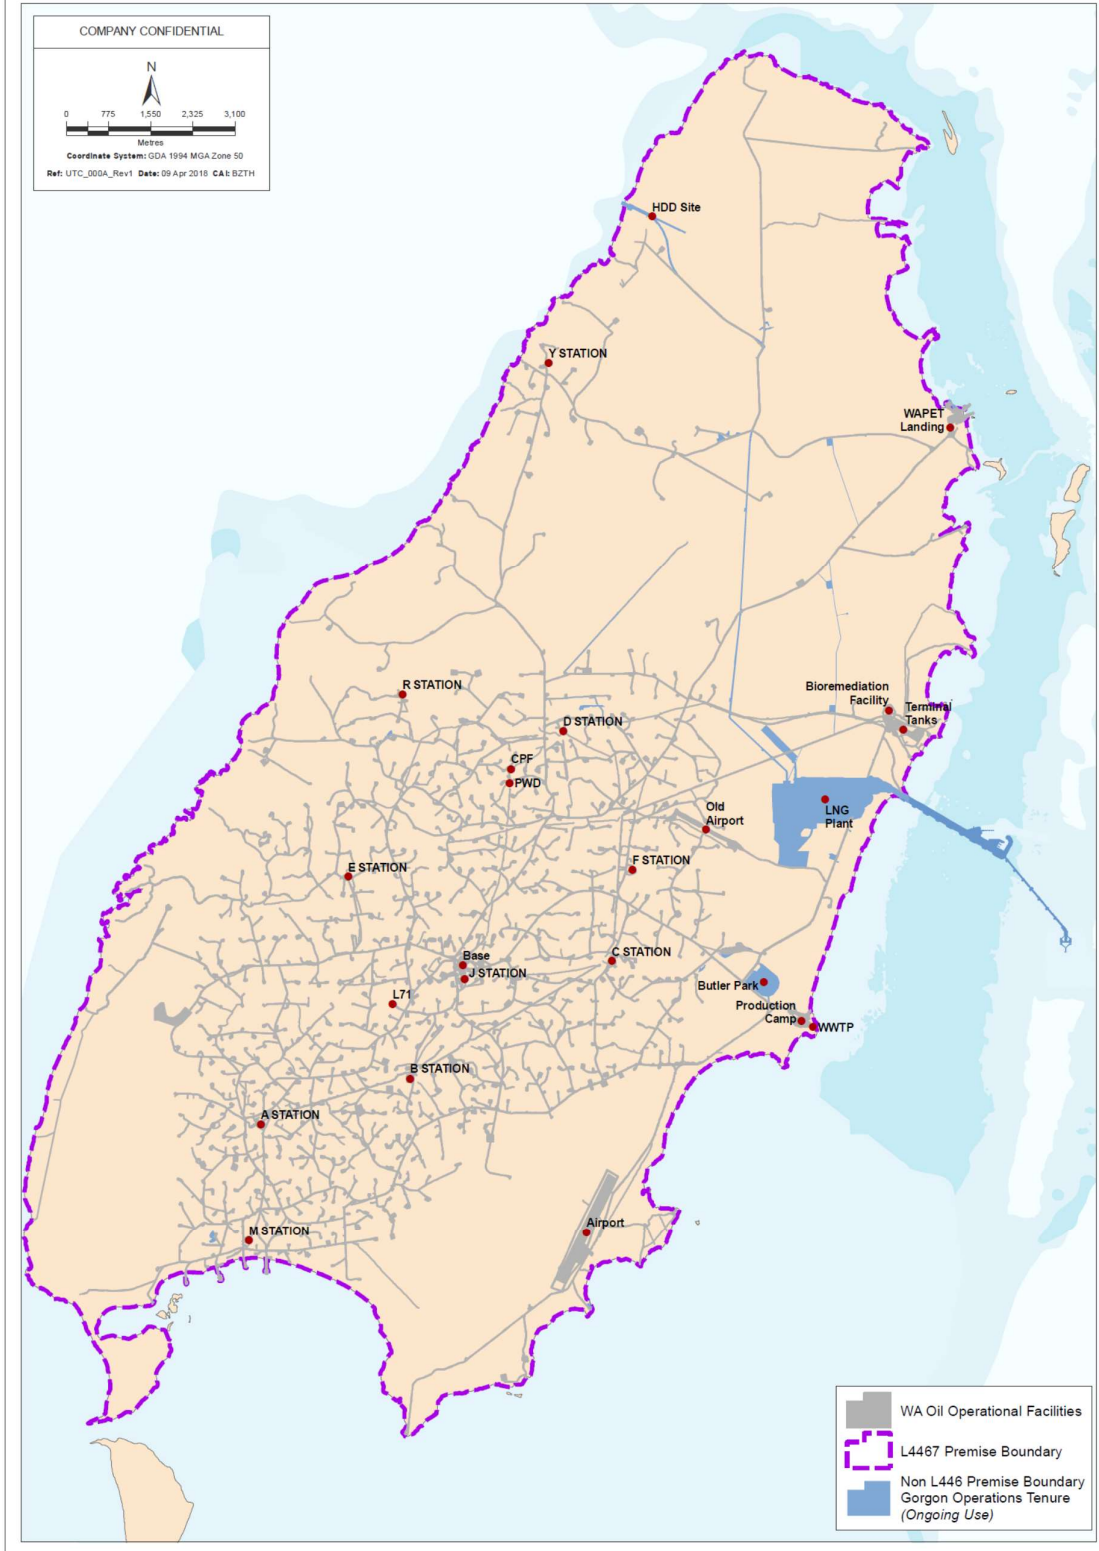 COMPANY CONFIDENTIAL
N
0 775 1,550 2,325 3,100
Metres
Coordinate System: GDA 1994 MGA Zone 50
Ref: UTC_000A_Rev1 Date: 09 Apr 2018 CAI: BZTH
HDD Site
Y STATION
WAPET
Landing
R STATION
Bioremediation
Facility
Terminal
Tanks
D STATION
CPF
PWD
Old
Airport
LNG
Plant
F STATION
E STATION
Base
C STATION
J STATION
Butler Park
L71
Production
Camp
WWTP
B STATION
A STATION
Airport
M STATION
WA Oil Operational Facilities
L4467 Premise Boundary
Non L446 Premise Boundary
Gorgon Operations Tenure
(Ongoing Use)